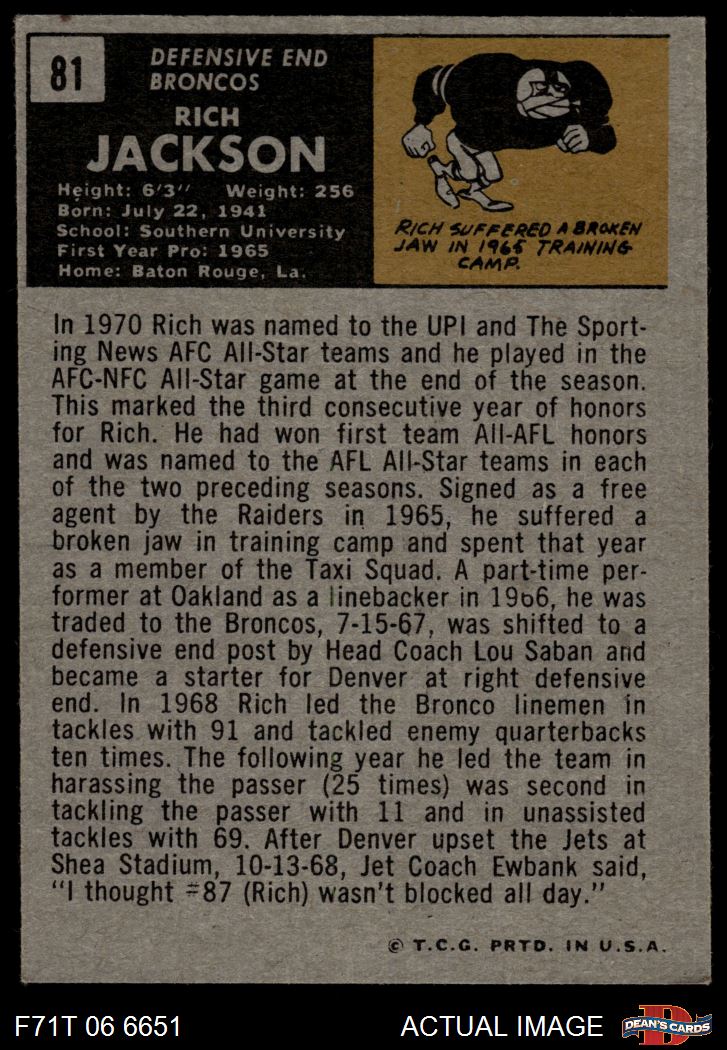 81
DEFENSIVE END
BRONCOS
RICH
JACKSON
Height: 6'3" Weight: 256
Born: July 22, 1941
School: Southern University
First Year Pro: 1965
Home: Baton Rouge, La.
RICH SUFFERED A BROKEN
JAW IN 1965 TRAINING
CAMP.
In 1970 Rich was named to the UPI and The Sport-
ing News AFC All-Star teams and he played in the
AFC-NFC All-Star game at the end of the season.
This marked the third consecutive year of honors
for Rich. He had won first team All-AFL honors
and was named to the AFL All-Star teams in each
of the two preceding seasons. Signed as a free
agent by the Raiders in 1965, he suffered a
broken jaw in training camp and spent that year
as a member of the Taxi Squad. A part-time per-
former at Oakland as a linebacker in 1966, he was
traded to the Broncos, 7-15-67, was shifted to a
defensive end post by Head Coach Lou Saban and
became a starter for Denver at right defensive
end. In 1968 Rich led the Bronco linemen in
tackles with 91 and tackled enemy quarterbacks
ten times. The following year he led the team in
harassing the passer (25 times) was second in
tackling the passer with 11 and in unassisted
tackles with 69. After Denver upset the Jets at
Shea Stadium, 10-13-68, Jet Coach Ewbank said,
"I thought #87 (Rich) wasn't blocked all day."
© T.C.G. PRTD. IN U.S.A.
F71T 06 6651
ACTUAL IMAGE
D
DEAN'S CARDS